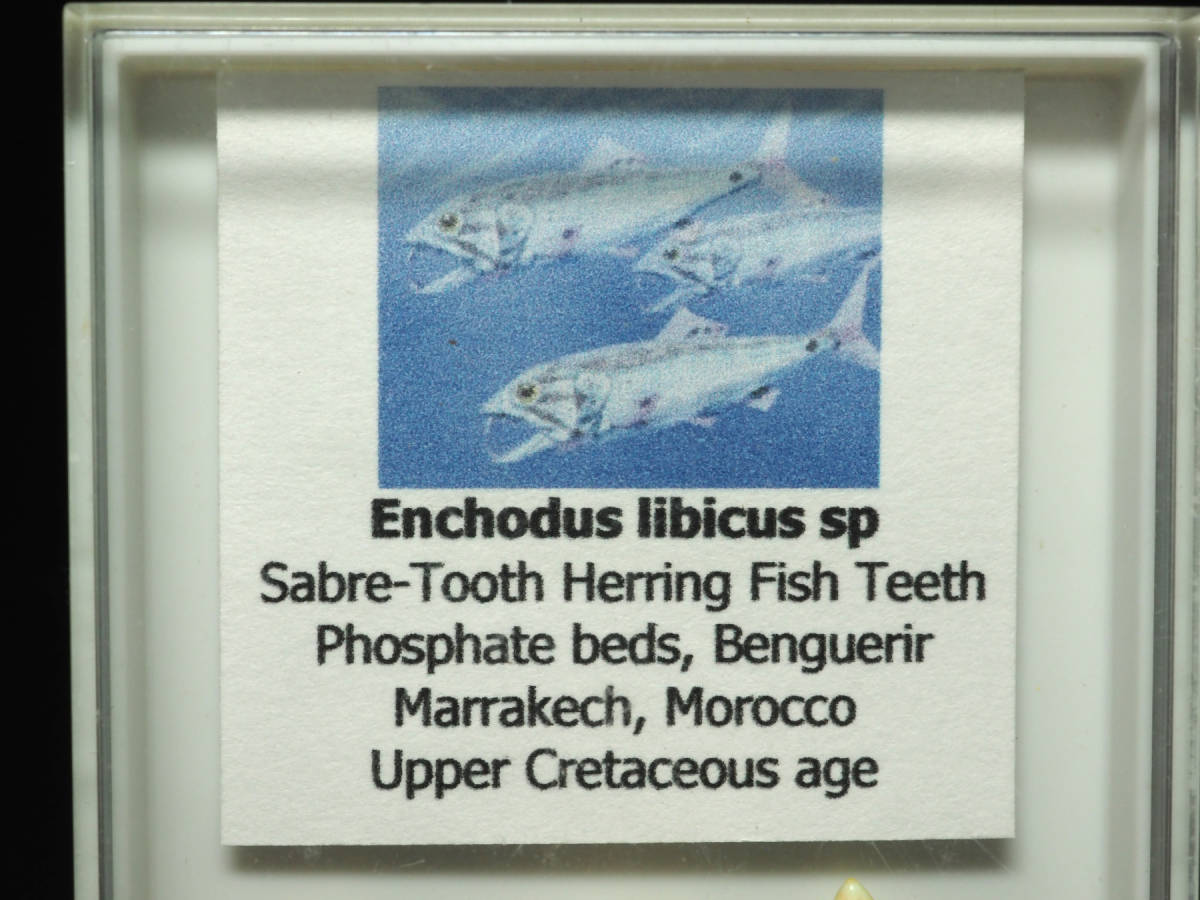 Enchodus libicus sp
Sabre-Tooth Herring Fish Teeth
Phosphate beds, Benguerir
Marrakech, Morocco
Upper Cretaceous age